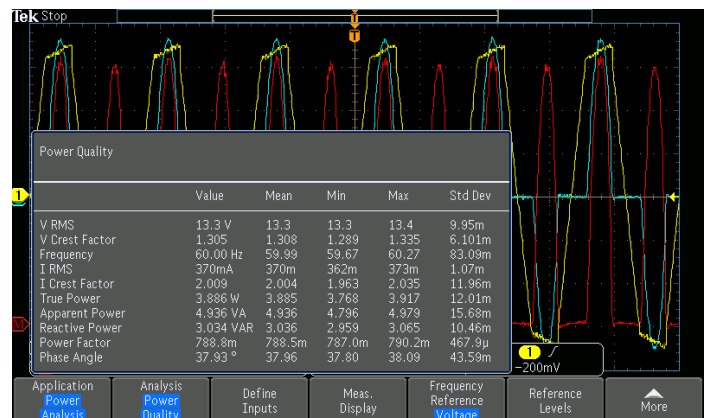 Tek Stop
T
T
Power Quality
Value Mean Min Max Std Dev
1
V RMS 13.3 V 13.3 13.3 13.4 9.95m
V Crest Factor 1.305 1.308 1.289 1.335 6.101m
Frequency 60.00 Hz 59.99 59.67 60.27 83.09m
I RMS 370mA 370m 362m 373m 1.07m
I Crest Factor 2.009 2.004 1.963 2.035 11.96m
True Power 3.886 W 3.885 3.768 3.917 12.01m
Apparent Power 4.936 VA 4.936 4.796 4.979 15.68m
Reactive Power 3.034 VAR 3.036 2.959 3.065 10.46m
M
Power Factor 788.8m 788.5m 787.0m 790.2m 467.9µ
Phase Angle 37.93 ° 37.96 37.80 38.09 43.59m
1
-200mV
Application
Power
Analysis
Analysis
Power
Quality
Define
Inputs
Meas.
Display
Frequency
Reference
Voltage
Reference
Levels
More